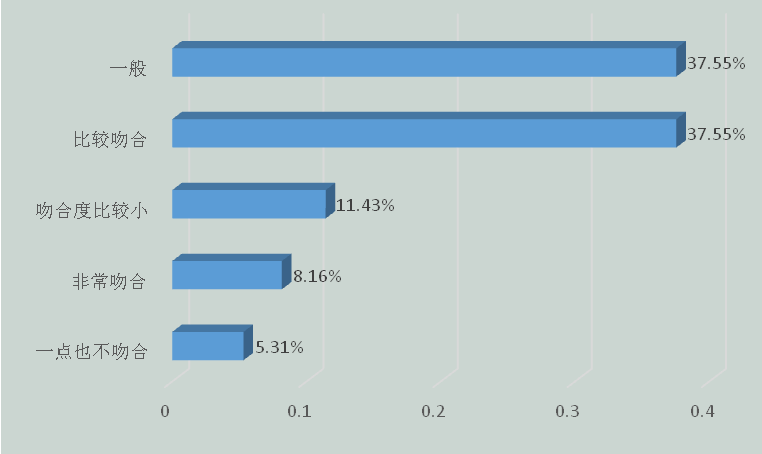 一般
37.55%
比较吻合
37.55%
吻合度比较小
11.43%
非常吻合
8.16%
一点也不吻合
5.31%
0
0.1
0.2
0.3
0.4